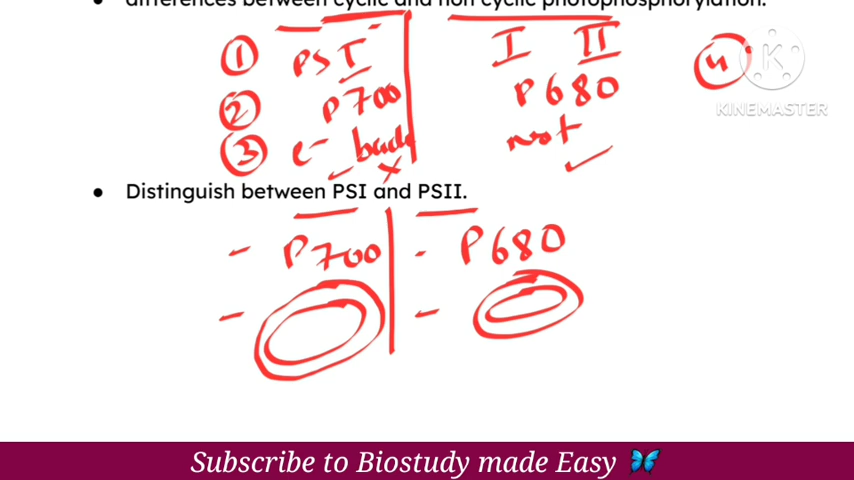 • differences between cyclic and non cyclic photophosphorylation.
① PS I I II ④
② P700 P680
③ e- back not
• Distinguish between PSI and PSII.
- P700 - P680
- -
K
KINEMASTER
Subscribe to Biostudy made Easy 🦋